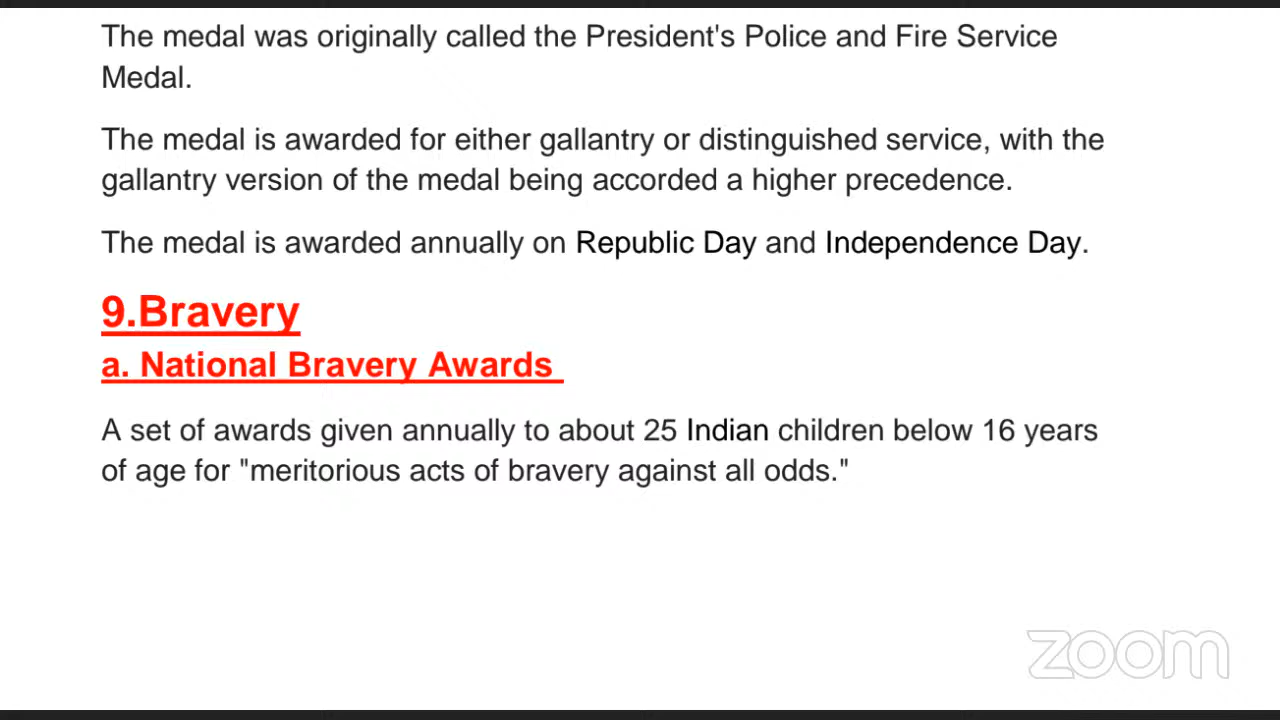 The medal was originally called the President's Police and Fire Service
Medal.
The medal is awarded for either gallantry or distinguished service, with the
gallantry version of the medal being accorded a higher precedence.
The medal is awarded annually on Republic Day and Independence Day.
9.Bravery
a. National Bravery Awards
A set of awards given annually to about 25 Indian children below 16 years
of age for "meritorious acts of bravery against all odds."
zoom